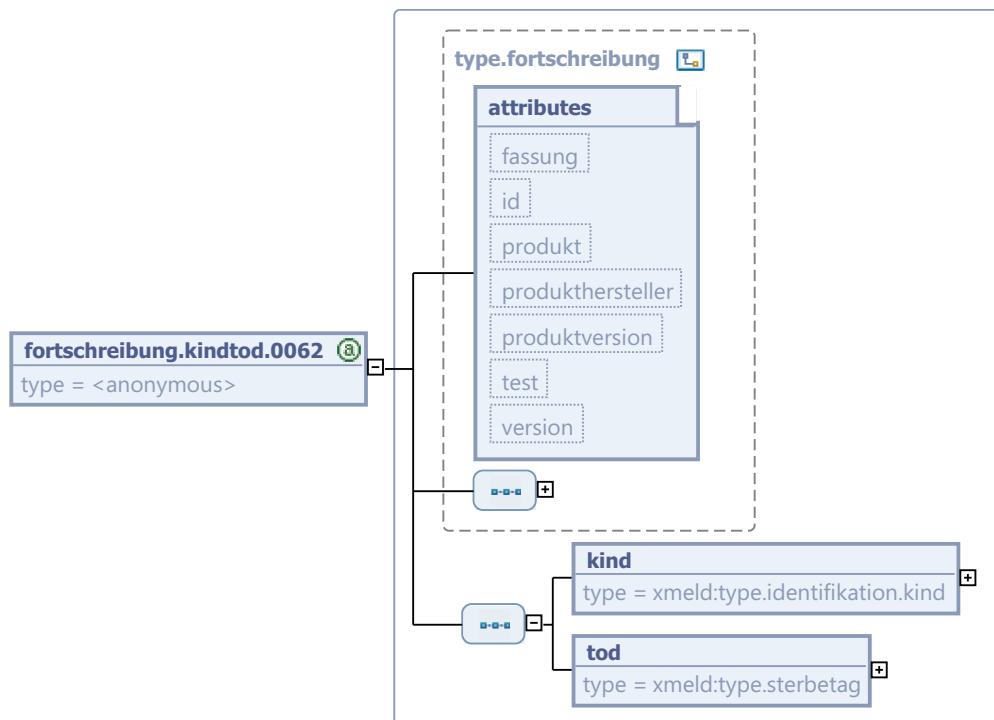 type.fortschreibung
attributes
fassung
id
produkt
produkthersteller
produktversion
test
version
fortschreibung.kindtod.0062 @
type = <anonymous>
kind
type = xmeld:type.identifikation.kind
tod
type = xmeld:type.sterbetag